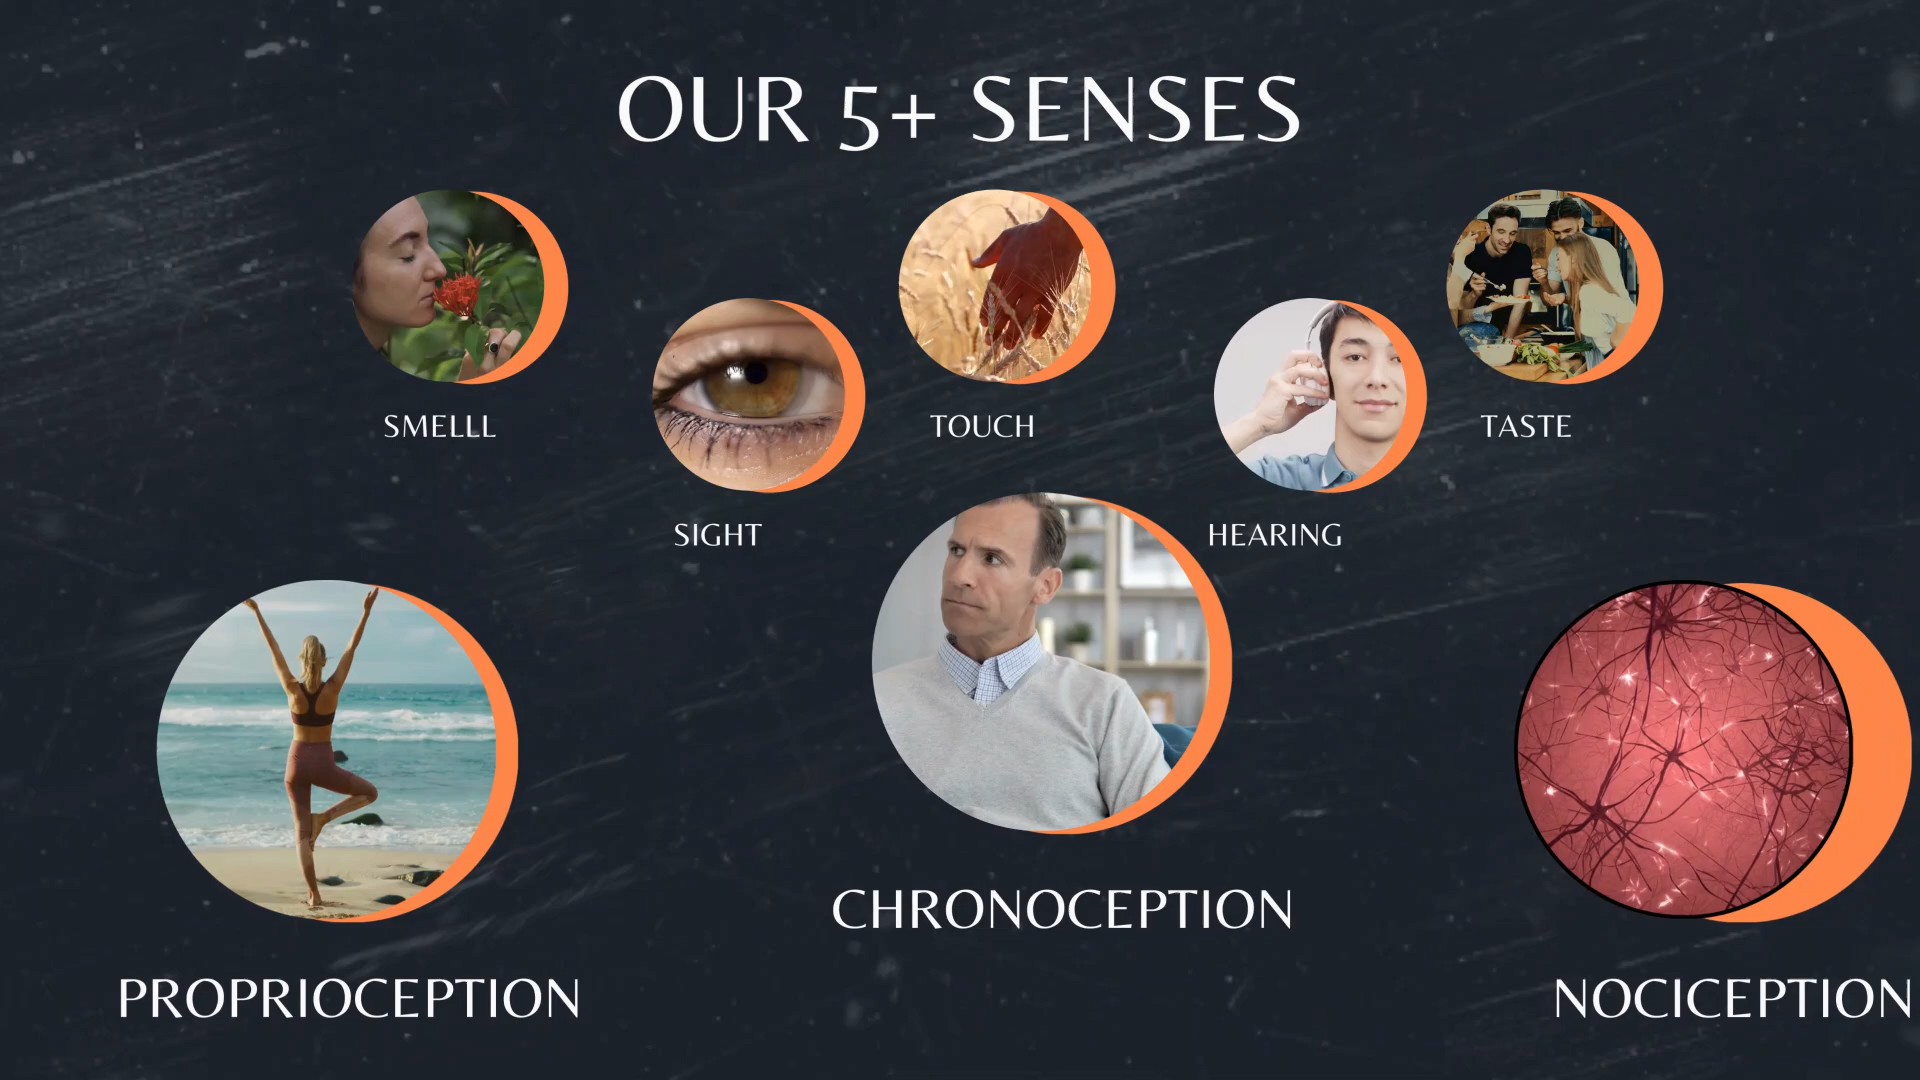 OUR 5+ SENSES
SMELLL
TOUCH
TASTE
SIGHT
HEARING
CHRONOCEPTION
PROPRIOCEPTION
NOCICEPTION